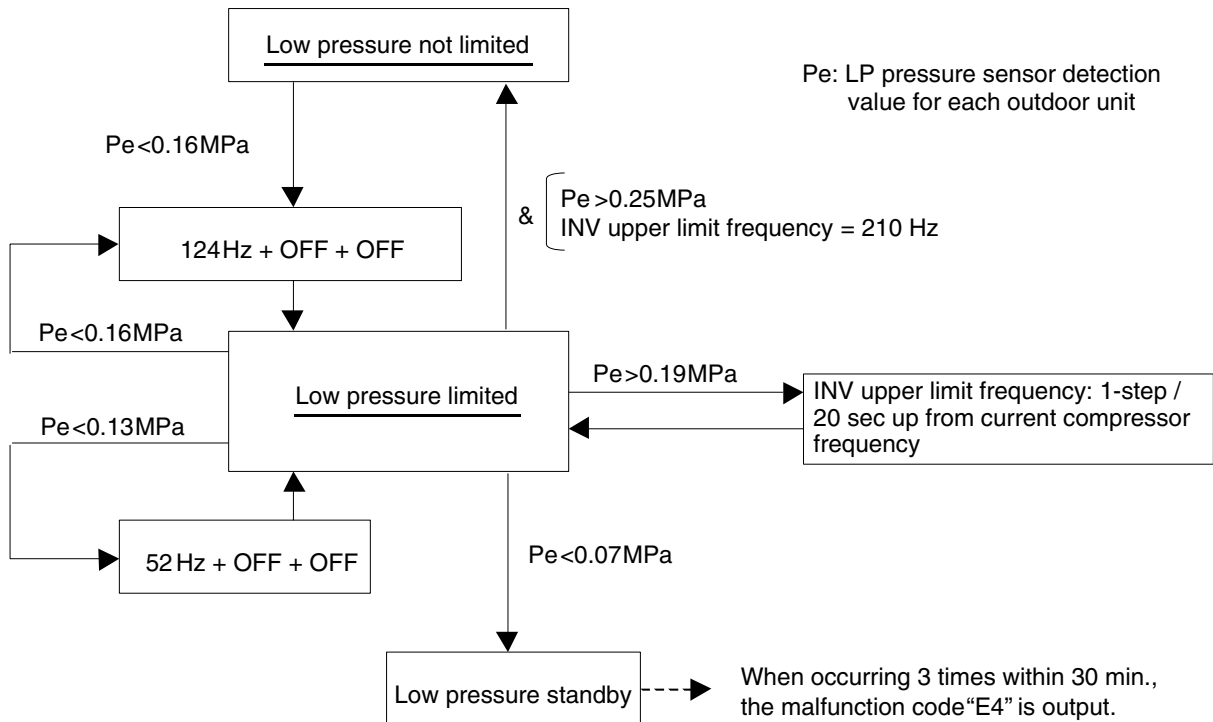 Low pressure not limited
Pe: LP pressure sensor detection
value for each outdoor unit
Pe<0.16MPa
&
Pe>0.25MPa
INV upper limit frequency = 210 Hz
124Hz + OFF + OFF
Pe<0.16MPa
Low pressure limited
Pe>0.19MPa
INV upper limit frequency: 1-step /
20 sec up from current compressor
frequency
Pe<0.13MPa
52Hz + OFF + OFF
Pe<0.07MPa
Low pressure standby
When occurring 3 times within 30 min.,
the malfunction code“E4” is output.